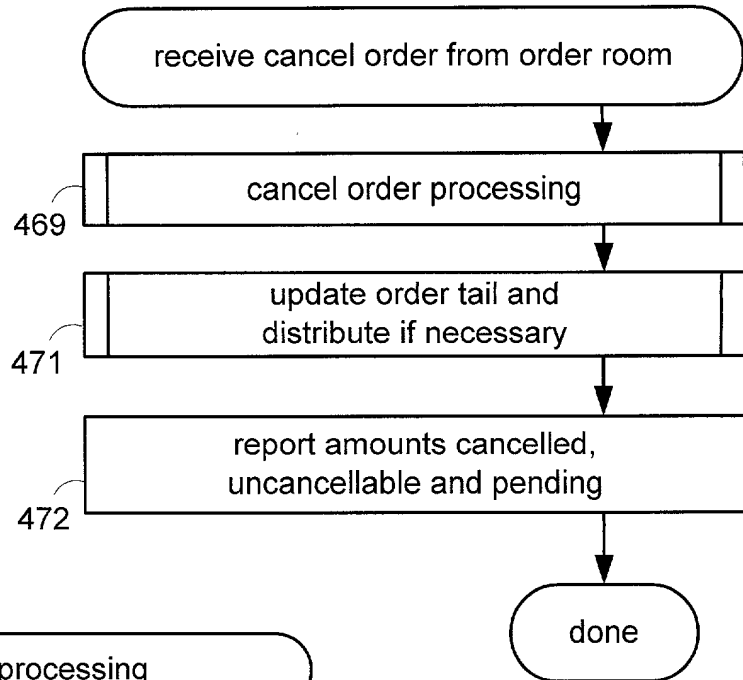 receive cancel order from order room
cancel order processing
469
update order tail and
distribute if necessary
471
report amounts cancelled,
uncancellable and pending
472
done
processing